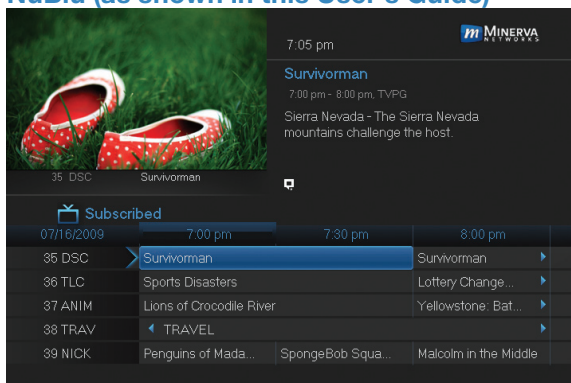 NuBlu (as shown in this User's Guide)
7:05 pm
m MINERVA
NETWORKS
Survivorman
7:00 pm - 8:00 pm, TVPG
Sierra Nevada - The Sierra Nevada
mountains challenge the host.
35 DSC Survivorman
Subscribed
07/16/2009 7:00 pm 7:30 pm 8:00 pm
35 DSC Survivorman Survivorman
36 TLC Sports Disasters Lottery Change...
37 ANIM Lions of Crocodile River Yellowstone: Bat...
38 TRAV TRAVEL
39 NICK Penguins of Mada... SpongeBob Squa... Malcolm in the Middle